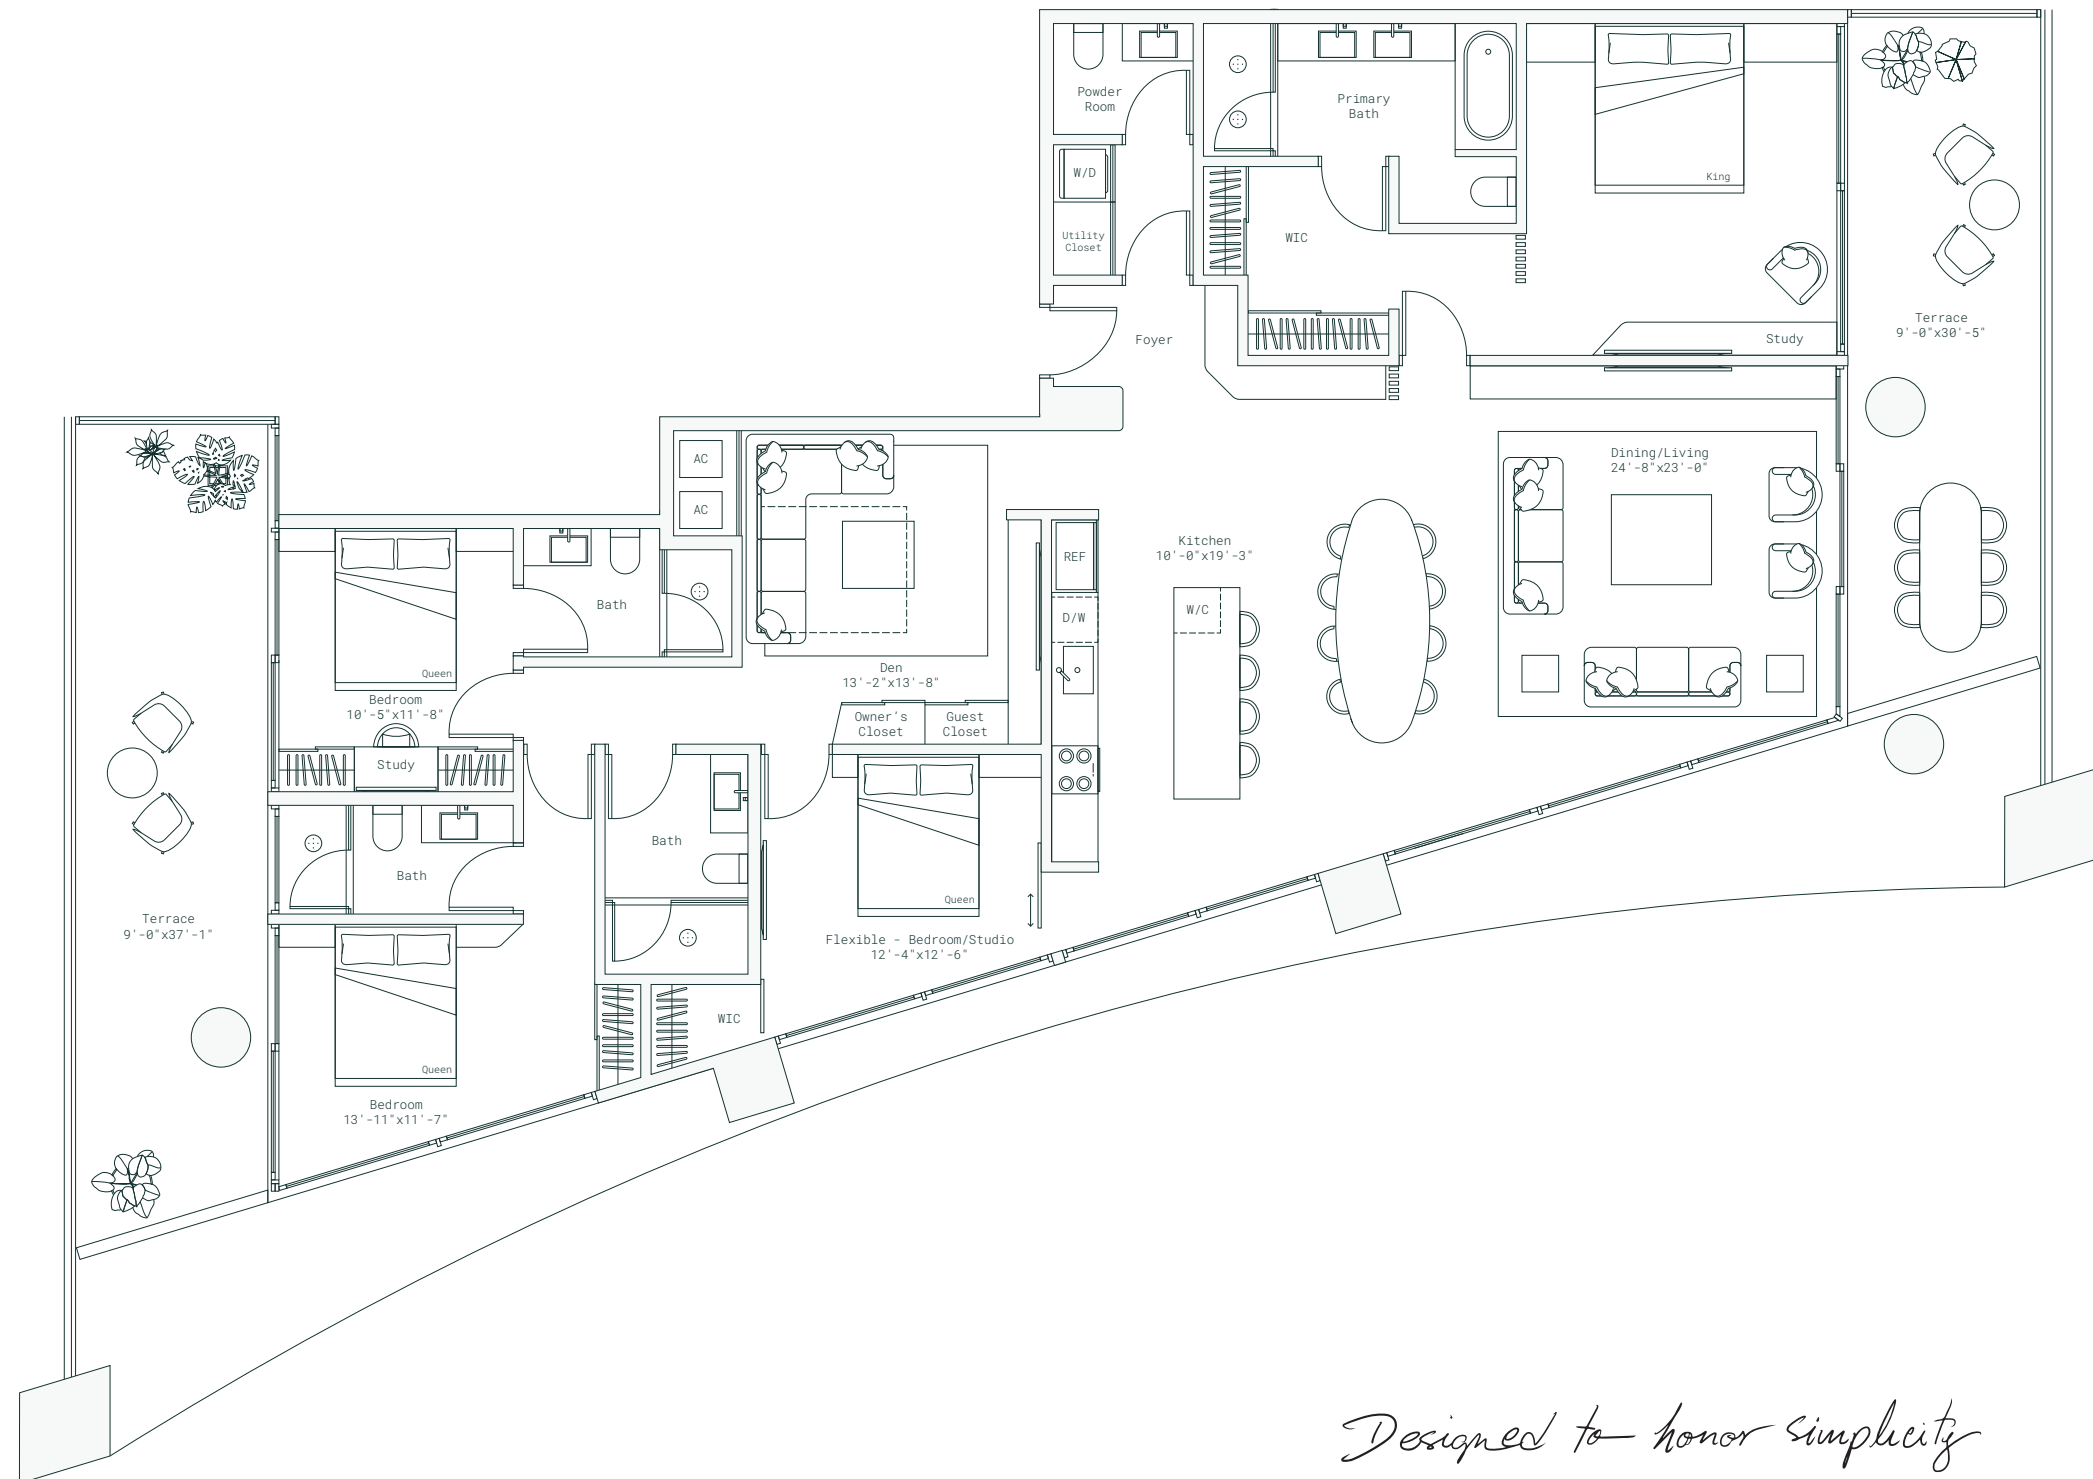 Powder
Room
Primary
Bath
W/D
King
Utility
Closet
WIC
Terrace
9'-0"x30'-5"
Foyer
Study
AC
AC
Dining/Living
24'-8"x23'-0"
Kitchen
10'-0"x19'-3"
REF
Bath
W/C
D/W
Queen
Den
13'-2"x13'-8"
Bedroom
10'-5"x11'-8"
Owner's
Closet
Guest
Closet
Study
Bath
Bath
Queen
Terrace
9'-0"x37'-1"
Flexible - Bedroom/Studio
12'-4"x12'-6"
WIC
Queen
Bedroom
13'-11"x11'-7"
Designed to honor simplicity